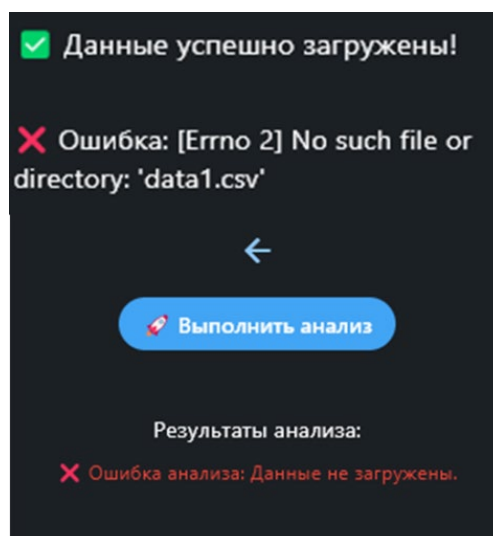 ✅ Данные успешно загружены!
❌ Ошибка: [Errno 2] No such file or
directory: 'data1.csv'
←
🚀 Выполнить анализ
Результаты анализа:
❌ Ошибка анализа: Данные не загружены.